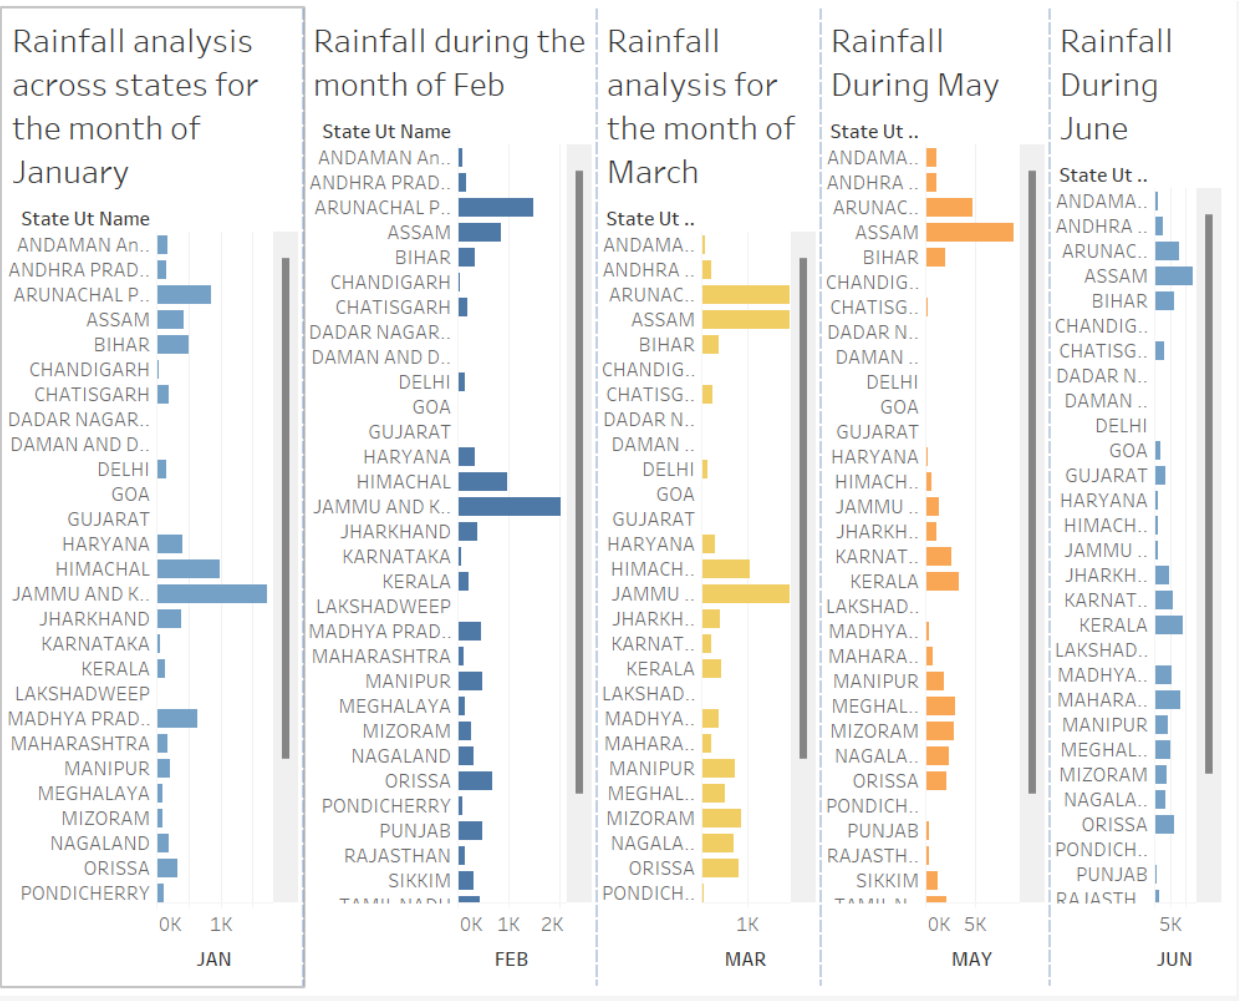 Rainfall analysis
across states for
the month of
January
State Ut Name
ANDAMAN An..
ANDHRA PRAD..
ARUNACHAL P..
ASSAM
BIHAR
CHANDIGARH
CHATISGARH
DADAR NAGAR..
DAMAN AND D..
DELHI
GOA
GUJARAT
HARYANA
HIMACHAL
JAMMU AND K..
JHARKHAND
KARNATAKA
KERALA
LAKSHADWEEP
MADHYA PRAD..
MAHARASHTRA
MANIPUR
MEGHALAYA
MIZORAM
NAGALAND
ORISSA
PONDICHERRY
0K 1K
JAN
Rainfall during the
month of Feb
State Ut Name
ANDAMAN An..
ANDHRA PRAD..
ARUNACHAL P..
ASSAM
BIHAR
CHANDIGARH
CHATISGARH
DADAR NAGAR..
DAMAN AND D..
DELHI
GOA
GUJARAT
HARYANA
HIMACHAL
JAMMU AND K..
JHARKHAND
KARNATAKA
KERALA
LAKSHADWEEP
MADHYA PRAD..
MAHARASHTRA
MANIPUR
MEGHALAYA
MIZORAM
NAGALAND
ORISSA
PONDICHERRY
PUNJAB
RAJASTHAN
SIKKIM
TAMIL NADU
0K 1K 2K
FEB
Rainfall
analysis for
the month of
March
State Ut ..
ANDAMA..
ANDHRA ..
ARUNAC..
ASSAM
BIHAR
CHANDIG..
CHATISG..
DADAR N..
DAMAN ..
DELHI
GOA
GUJARAT
HARYANA
HIMACH..
JAMMU ..
JHARKH..
KARNAT..
KERALA
LAKSHAD..
MADHYA..
MAHARA..
MANIPUR
MEGHAL..
MIZORAM
NAGALA..
ORISSA
PONDICH..
1K
MAR
Rainfall
During May
State Ut ..
ANDAMA..
ANDHRA ..
ARUNAC..
ASSAM
BIHAR
CHANDIG..
CHATISG..
DADAR N..
DAMAN ..
DELHI
GOA
GUJARAT
HARYANA
HIMACH..
JAMMU ..
JHARKH..
KARNAT..
KERALA
LAKSHAD..
MADHYA..
MAHARA..
MANIPUR
MEGHAL..
MIZORAM
NAGALA..
ORISSA
PONDICH..
PUNJAB
RAJASTH..
SIKKIM
TAMIL N..
0K 5K
MAY
Rainfall
During
June
State Ut ..
ANDAMA..
ANDHRA ..
ARUNAC..
ASSAM
BIHAR
CHANDIG..
CHATISG..
DADAR N..
DAMAN ..
DELHI
GOA
GUJARAT
HARYANA
HIMACH..
JAMMU ..
JHARKH..
KARNAT..
KERALA
LAKSHAD..
MADHYA..
MAHARA..
MANIPUR
MEGHAL..
MIZORAM
NAGALA..
ORISSA
PONDICH..
PUNJAB
RAJASTH..
5K
JUN